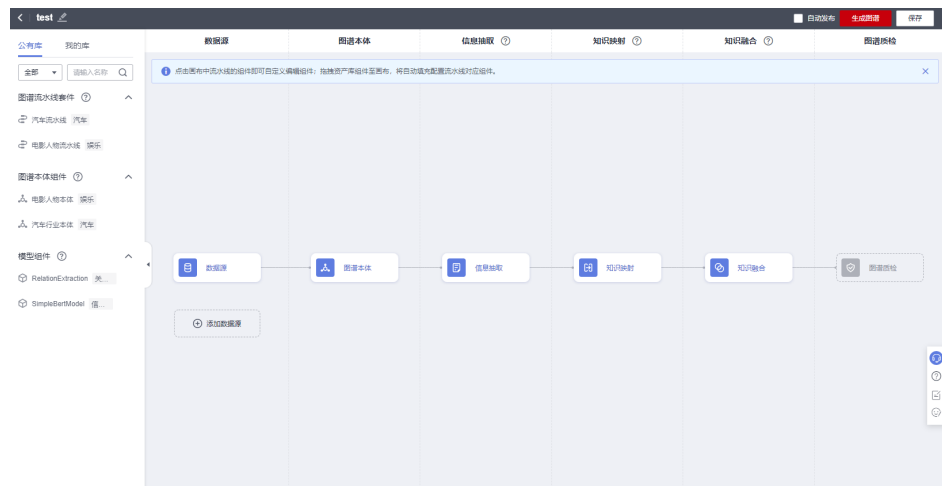 test
自动发布 生成图谱 保存
公有库 我的库
全部 请输入名称
数据源 图谱本体 信息抽取 知识映射 知识融合 图谱质检
点击画布中流水线的组件即可自定义编辑组件；拖拽资产库组件至画布，将自动填充配置流水线对应组件。
图谱流水线套件
汽车流水线 汽车
电影人物流水线 娱乐
图谱本体组件
电影人物本体 娱乐
汽车行业本体 汽车
模型组件
RelationExtraction 关...
SimpleBertModel 信...
数据源 图谱本体 信息抽取 知识映射 知识融合 图谱质检
添加数据源